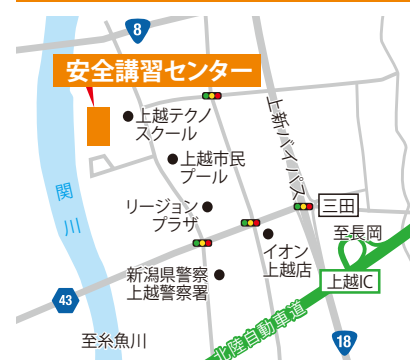 8
安全講習センター
上越テクノ
スクール
上新バイパス
上越市民
プール
関川
リージョン
プラザ
三田
至長岡
イオン
上越店
上越IC
新潟県警察
上越警察署
43
北陸自動車道
至糸魚川
18